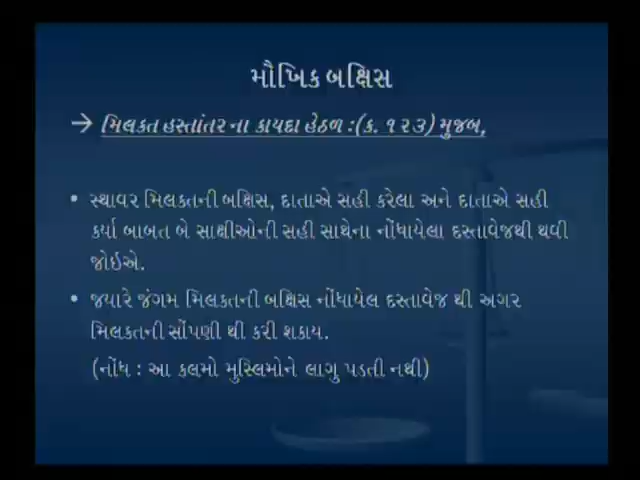 મૌખિક બક્ષિસ
→ મિલકત હસ્તાંતરના કાયદા હેઠળ :(ક. ૧૨૩) મુજબ,
• સ્થાવર મિલકતની બક્ષિસ, દાતાએ સહી કરેલા અને દાતાએ સહી
કર્યા બાબત બે સાક્ષીઓની સહી સાથેના નોંધાયેલા દસ્તાવેજથી થવી
જોઇએ.
• જયારે જંગમ મિલકતની બક્ષિસ નોંધાયેલ દસ્તાવેજ થી અગર
મિલકતની સોંપણી થી કરી શકાય.
(નોંધ : આ કલમો મુસ્લિમોને લાગુ પડતી નથી)